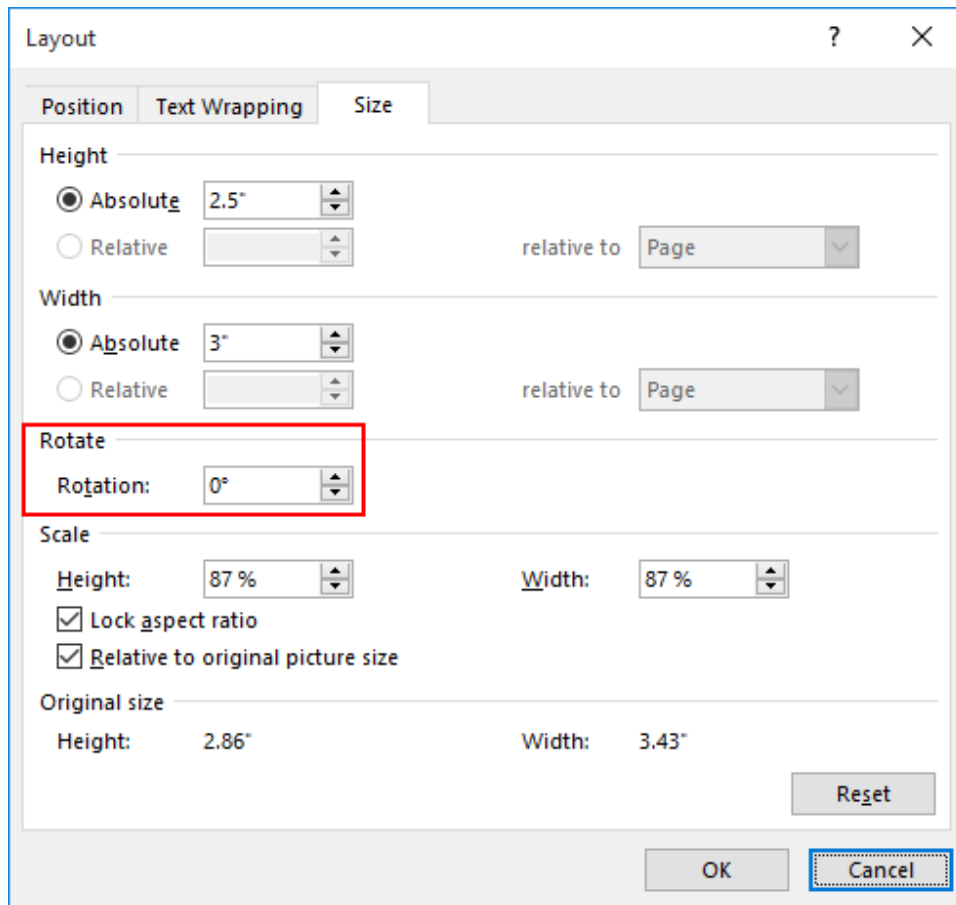 Layout ?
Position Text Wrapping Size
Height
Absolute 2.5"
Relative relative to Page
Width
Absolute 3"
Relative relative to Page
Rotate
Rotation: 0°
Scale
Height: 87 % Width: 87 %
Lock aspect ratio
Relative to original picture size
Original size
Height: 2.86" Width: 3.43"
Reset
OK Cancel